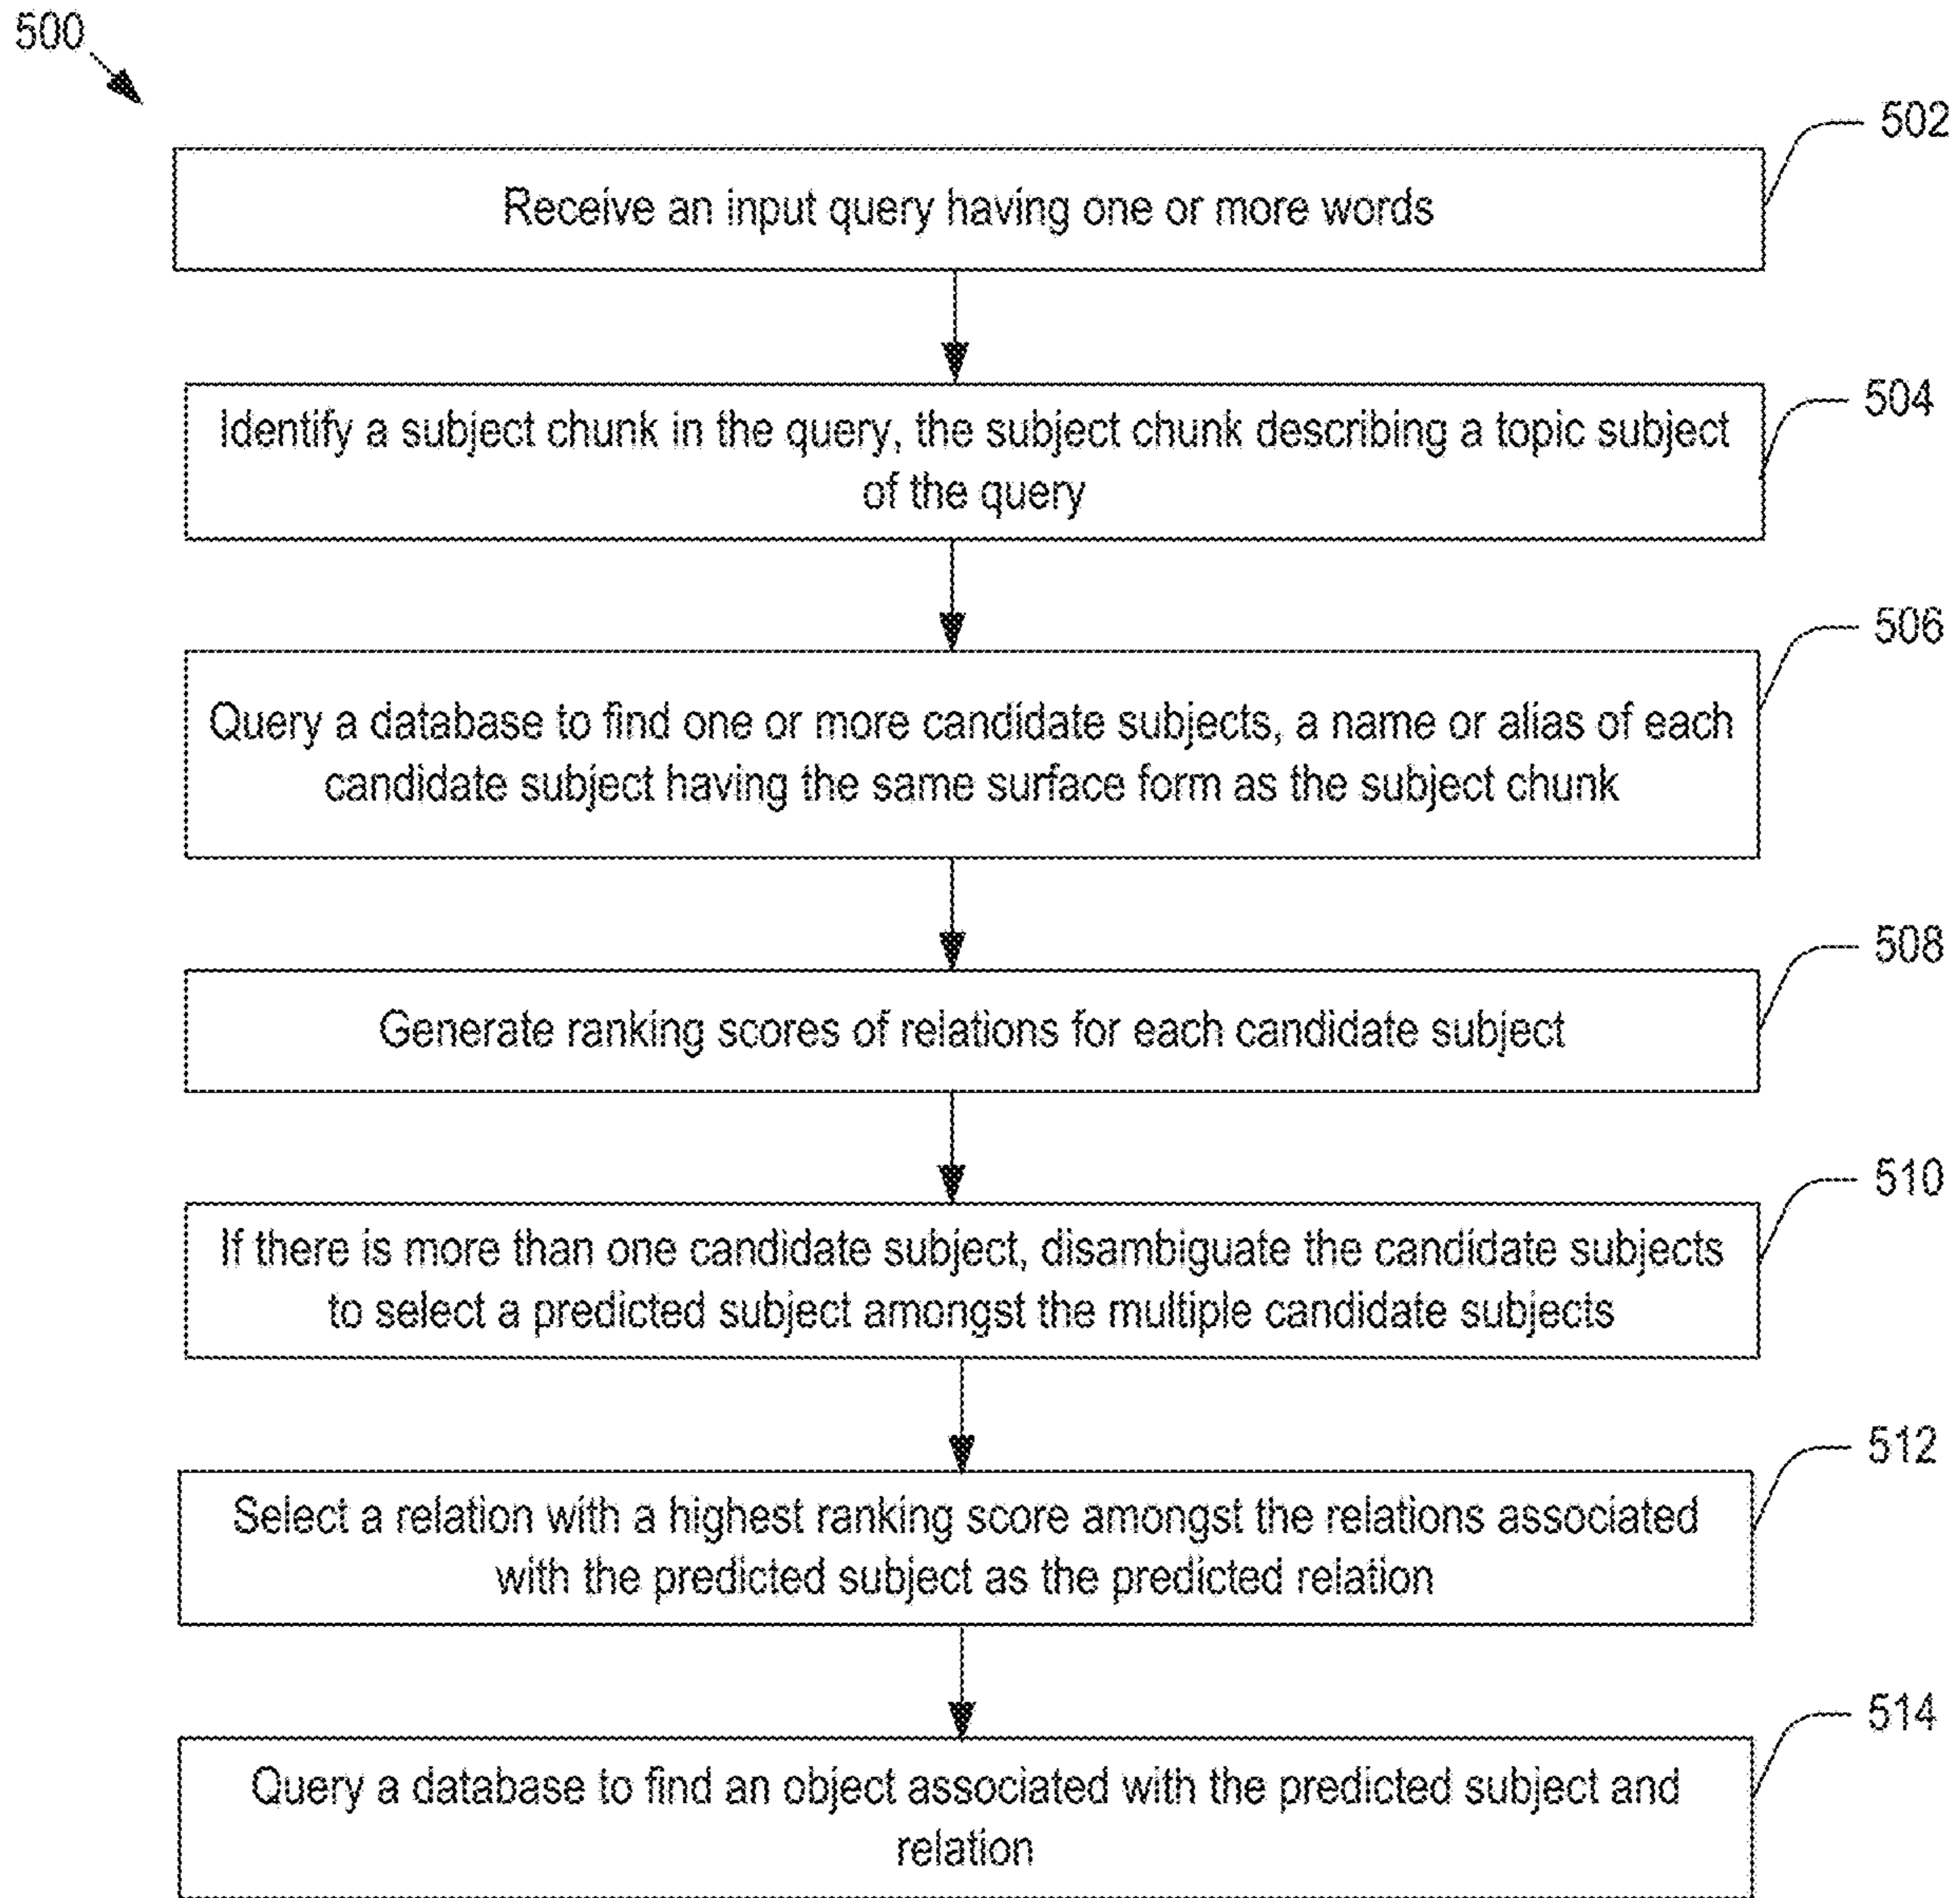 500
502
Receive an input query having one or more words
504
Identify a subject chunk in the query, the subject chunk describing a topic subject
of the query
506
Query a database to find one or more candidate subjects, a name or alias of each
candidate subject having the same surface form as the subject chunk
508
Generate ranking scores of relations for each candidate subject
510
If there is more than one candidate subject, disambiguate the candidate subjects
to select a predicted subject amongst the multiple candidate subjects
512
Select a relation with a highest ranking score amongst the relations associated
with the predicted subject as the predicted relation
514
Query a database to find an object associated with the predicted subject and
relation